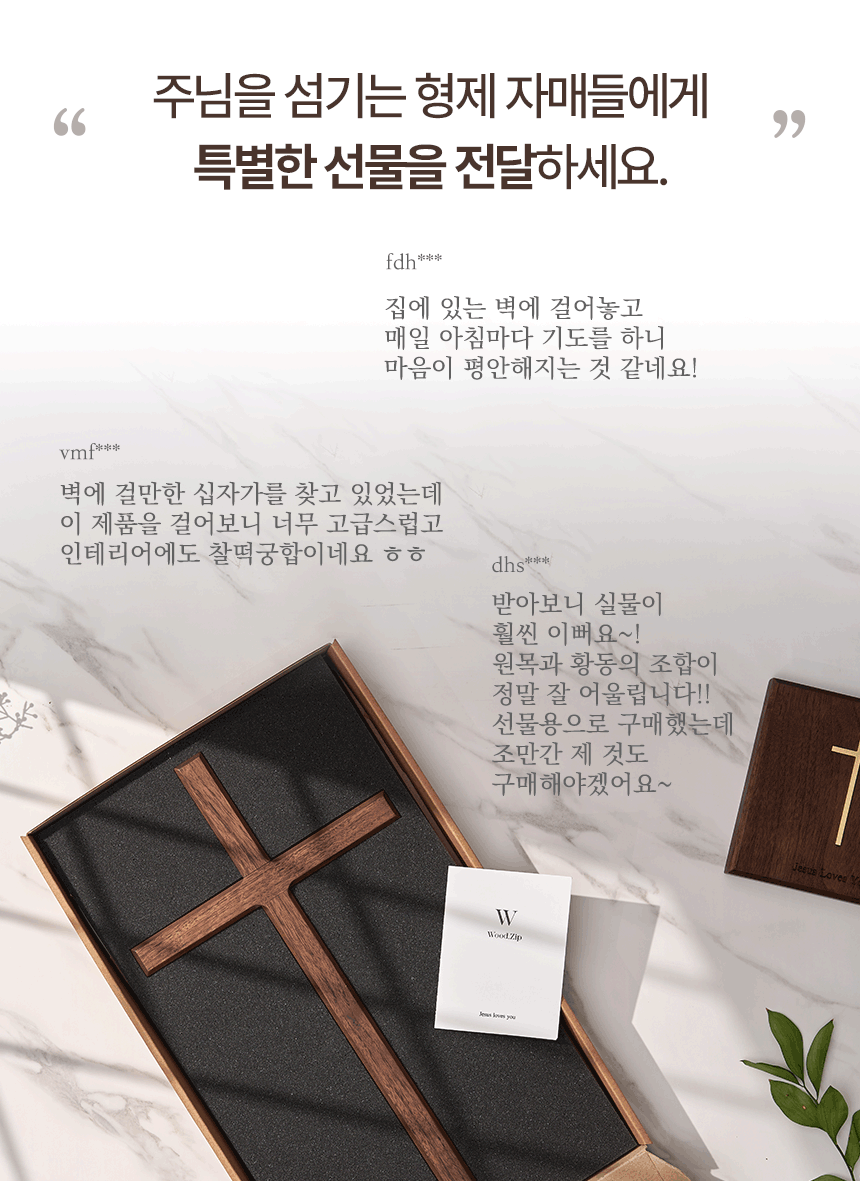 “ 주님을 섬기는 형제 자매들에게 ”
특별한 선물을 전달하세요.
fdh***
집에 있는 벽에 걸어놓고
매일 아침마다 기도를 하니
마음이 평안해지는 것 같네요!
vmf***
벽에 걸만한 십자가를 찾고 있었는데
이 제품을 걸어보니 너무 고급스럽고
인테리어에도 찰떡궁합이네요 ㅎㅎ
dhs***
받아보니 실물이
훨씬 이뻐요~!
원목과 황동의 조합이
정말 잘 어울립니다!!
선물용으로 구매했는데
조만간 제 것도
구매해야겠어요~
Jesus Loves
W
Wood.Zip
Jesus loves you